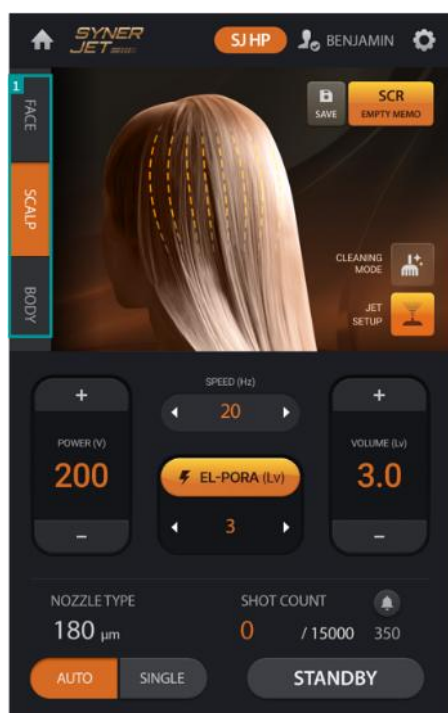 SYNER
JET
SJ HP
BENJAMIN
1
FACE
SCALP
BODY
SAVE
SCR
EMPTY MEMO
CLEANING
MODE
JET
SETUP
+
POWER (V)
200
−
SPEED (Hz)
20
EL-PORA (Lv)
3
+
VOLUME (Lv)
3.0
−
NOZZLE TYPE
180 µm
SHOT COUNT
0 / 15000 350
AUTO SINGLE
STANDBY